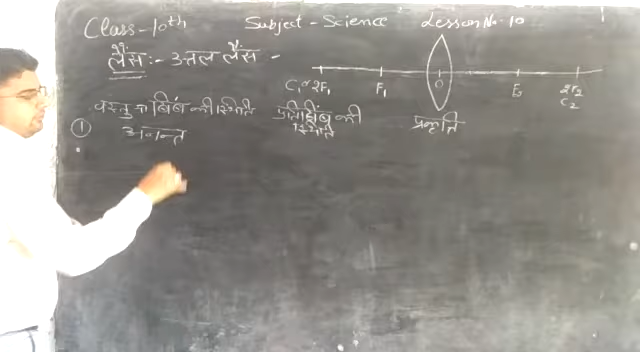 Class-10th Subject-Science Lesson No. 10
लेंस :- उत्तल लेंस -
C₁ or 2F₁ F₁ O F₂ 2F₂
C₂
वस्तु या बिंब की स्थिति प्रतिबिंब की स्थिति प्रकृति
① अनन्त